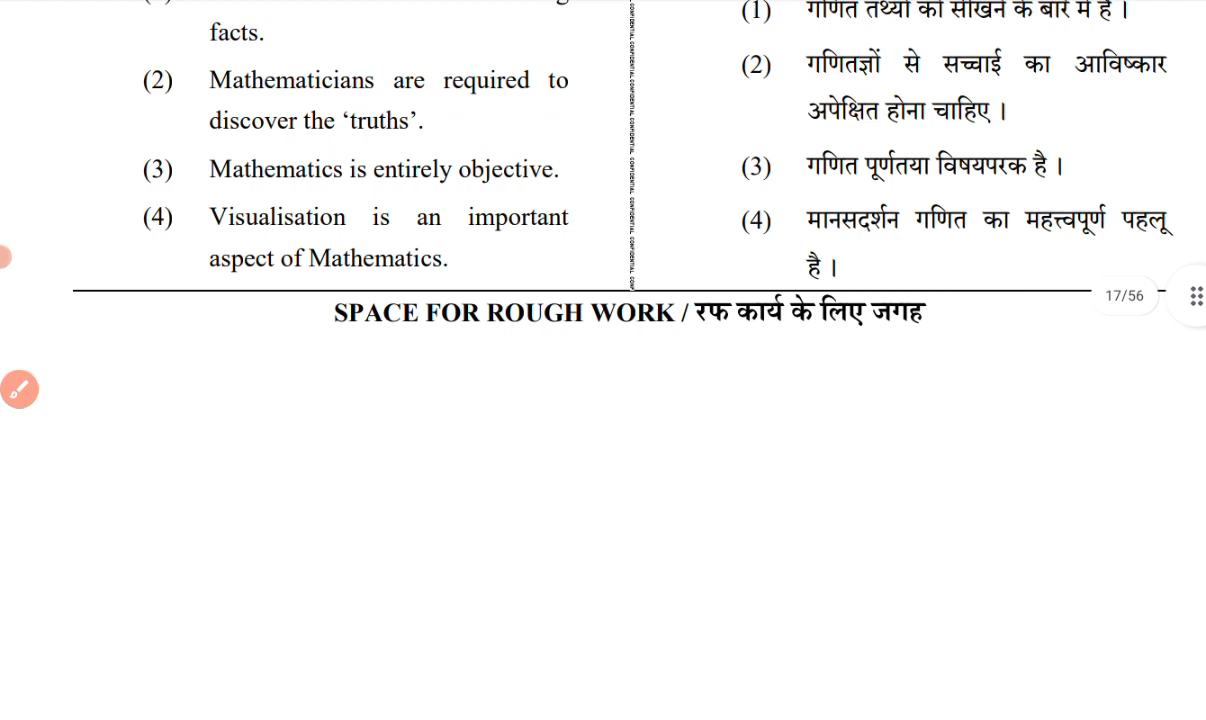 facts.
(2) Mathematicians are required to
discover the ‘truths’.
(3) Mathematics is entirely objective.
(4) Visualisation is an important
aspect of Mathematics.
(1) गणित तथ्यों को सीखने के बारे में है ।
(2) गणितज्ञों से सच्चाई का आविष्कार
अपेक्षित होना चाहिए ।
(3) गणित पूर्णतया विषयपरक है ।
(4) मानसदर्शन गणित का महत्त्वपूर्ण पहलू
है ।
17/56
SPACE FOR ROUGH WORK / रफ कार्य के लिए जगह